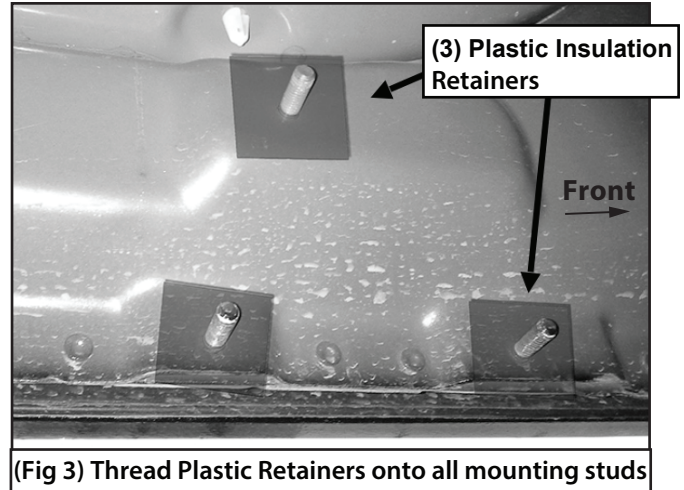 (3) Plastic Insulation
Retainers
Front
(Fig 3) Thread Plastic Retainers onto all mounting studs